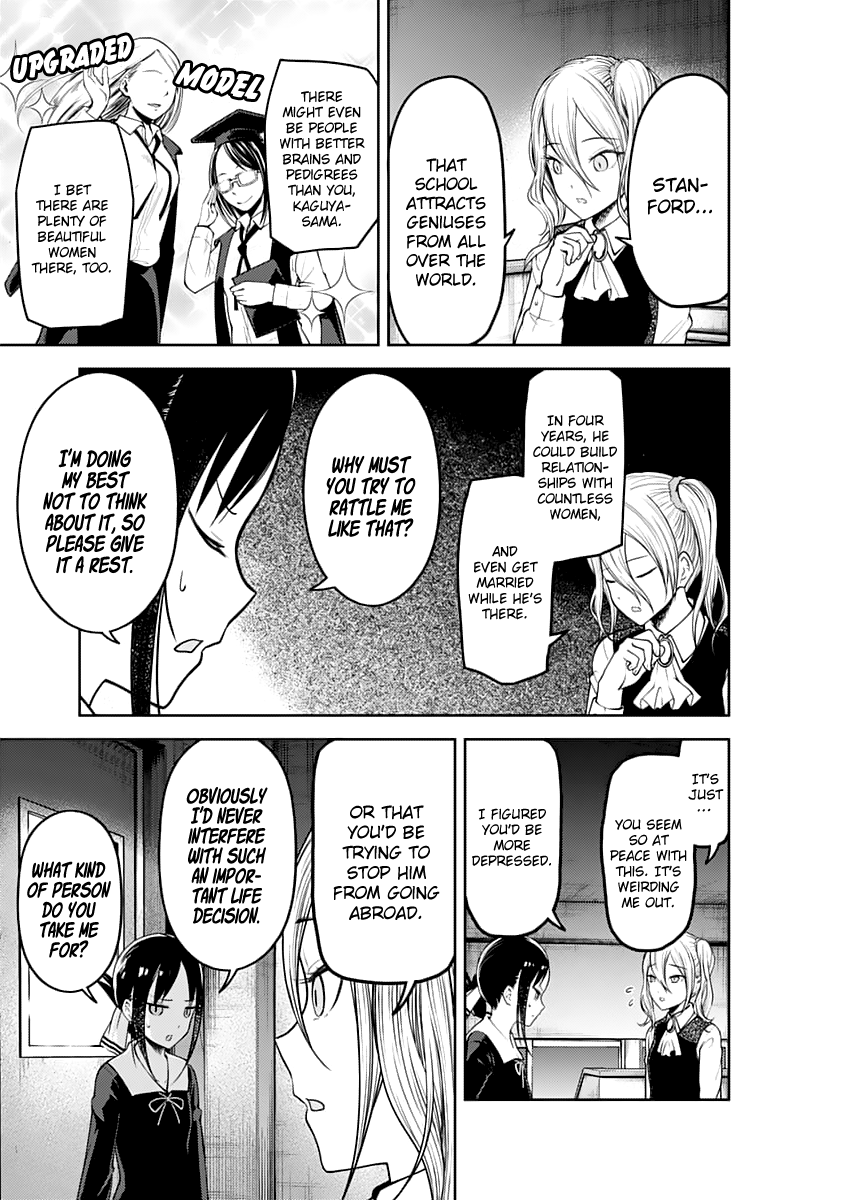 STAN-
FORD...
THAT
SCHOOL
ATTRACTS
GENIUSES
FROM ALL
OVER THE
WORLD.
THERE
MIGHT EVEN
BE PEOPLE
WITH BETTER
BRAINS AND
PEDIGREES
THAN YOU,
KAGUYA-
SAMA.
UPGRADED
MODEL
I BET
THERE ARE
PLENTY OF
BEAUTIFUL
WOMEN
THERE, TOO.
IN FOUR
YEARS, HE
COULD BUILD
RELATION-
SHIPS WITH
COUNTLESS
WOMEN,
AND
EVEN GET
MARRIED
WHILE HE'S
THERE.
WHY MUST
YOU TRY TO
RATTLE ME
LIKE THAT?
I'M DOING
MY BEST
NOT TO THINK
ABOUT IT, SO
PLEASE GIVE
IT A REST.
IT'S
JUST
...
YOU SEEM
SO AT
PEACE WITH
THIS. IT'S
WEIRDING
ME OUT.
I FIGURED
YOU'D BE
MORE
DEPRESSED.
OR THAT
YOU'D BE
TRYING TO
STOP HIM
FROM GOING
ABROAD.
OBVIOUSLY
I'D NEVER
INTERFERE
WITH SUCH
AN IMPOR-
TANT LIFE
DECISION.
WHAT KIND
OF PERSON
DO YOU
TAKE ME
FOR?